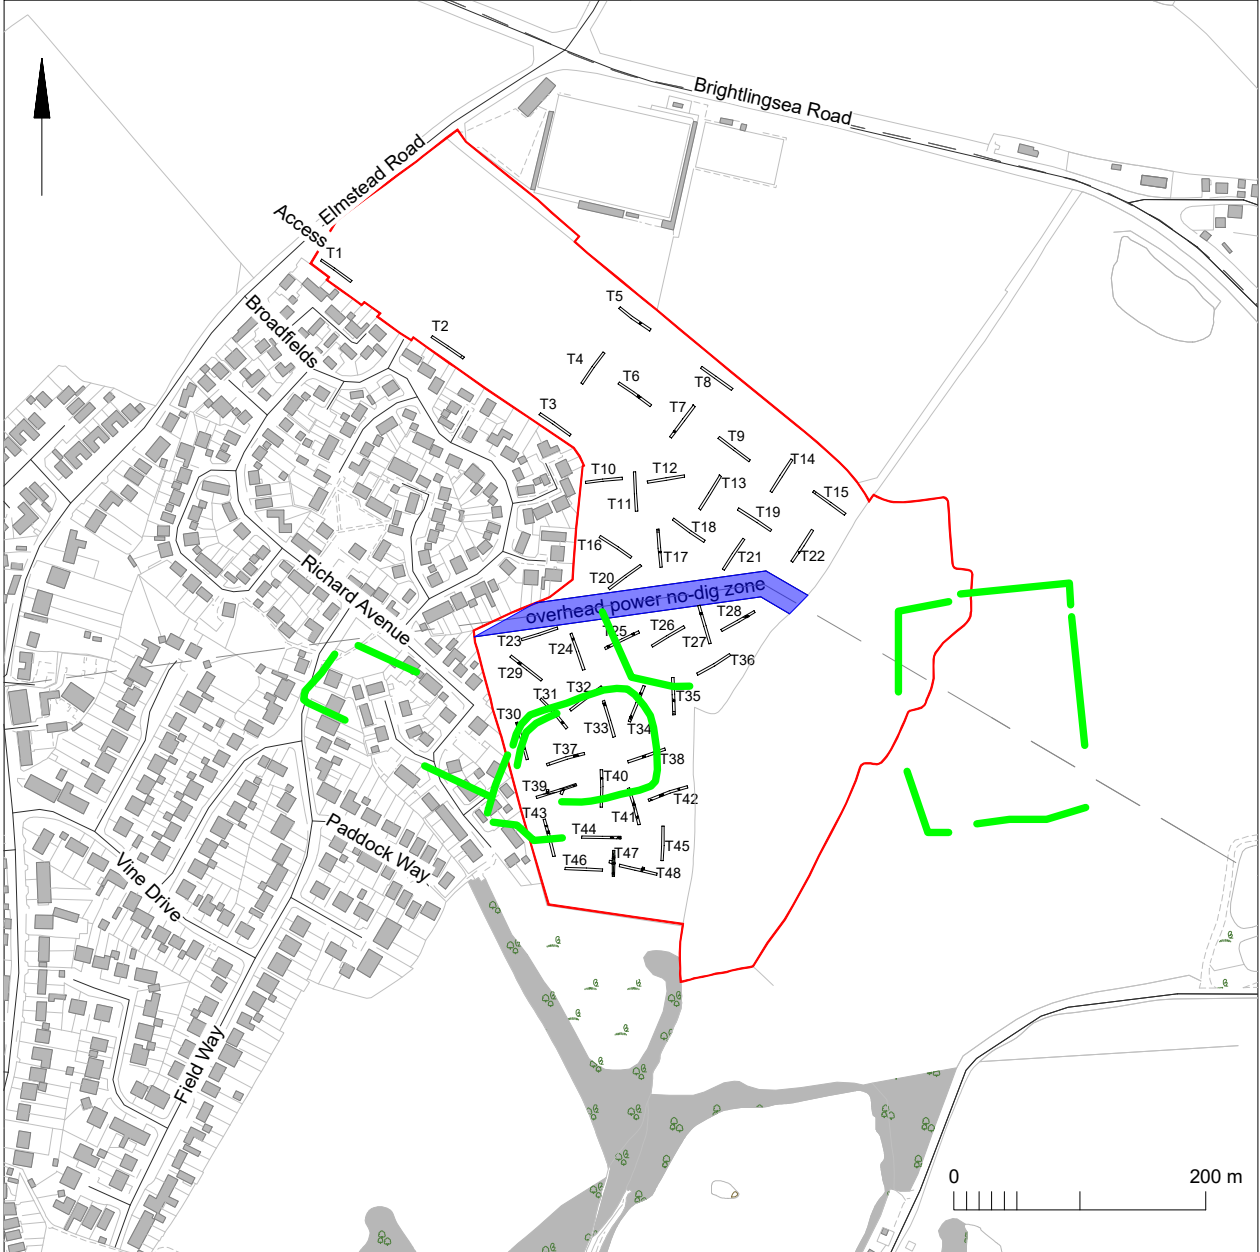 Brightlingsea Road
Elmstead Road
Access
T1
Broadfields
T5
T2
T4
T6
T8
T3
T7
T9
T14
T10
T12
T13
T15
T11
T19
T18
T16
T17
T21
T22
T20
Richard Avenue
overhead power no-dig zone
T28
T23
T25
T26
T24
T27
T29
T36
T32
T31
T35
T30
T33
T34
T37
T38
T39
T40
T42
T43
T41
T44
T45
T46
T47
T48
Paddock Way
Vine Drive
Field Way
0 200 m